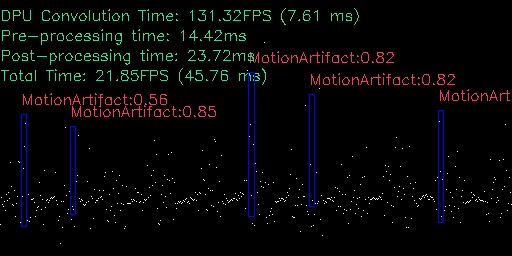 DPU Convolution Time: 131.32FPS (7.61 ms)
Pre-processing time: 14.42ms
Post-processing time: 23.72ms
MotionArtifact:0.82
Total Time: 21.85FPS (45.76 ms)
MotionArtifact:0.82
MotionArtifact:0.56
MotionArt
MotionArtifact:0.85